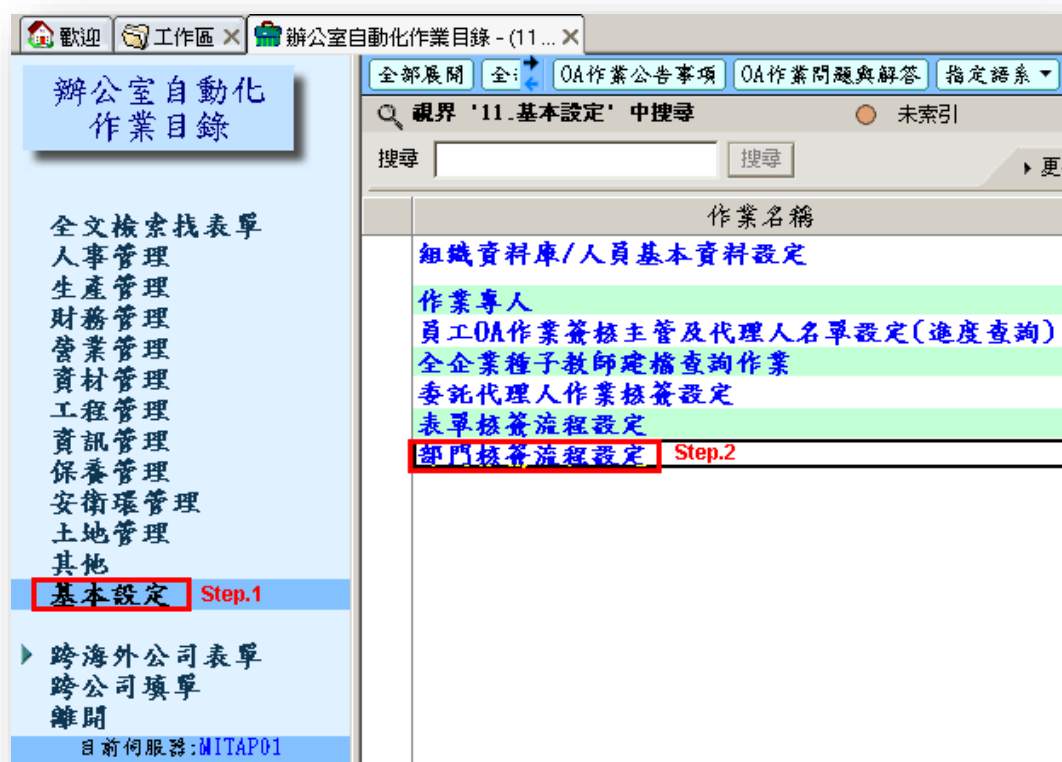 歡迎 工作區 辦公室自動化作業目錄 - (11...
辦公室自動化
作業目錄
全文檢索找表單
人事管理
生產管理
財務管理
營業管理
資材管理
工程管理
資訊管理
保養管理
安衛環管理
土地管理
其他
基本設定 Step.1
跨海外公司表單
跨公司填單
離開
目前伺服器:MITAP01
全部展開 全 OA作業公告事項 OA作業問題與解答 指定語系
視界 '11.基本設定' 中搜尋 未索引
搜尋 搜尋 更
作業名稱
組織資料庫/人員基本資料設定
作業專人
員工OA作業簽核主管及代理人名單設定(進度查詢)
全企業種子教師建檔查詢作業
委託代理人作業核簽設定
表單核簽流程設定
部門核簽流程設定 Step.2